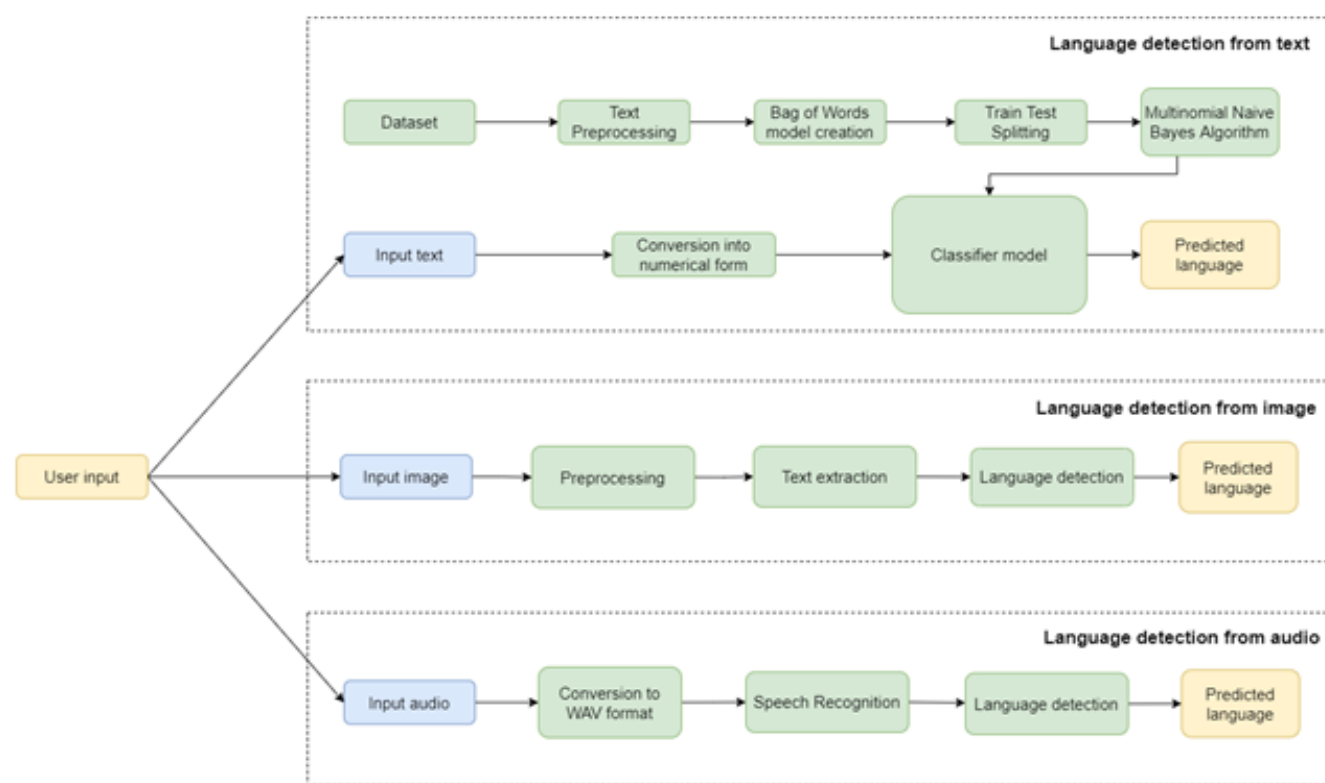 Language detection from text
Dataset
Text
Preprocessing
Bag of Words
model creation
Train Test
Splitting
Multinomial Naive
Bayes Algorithm
Input text
Conversion into
numerical form
Classifier model
Predicted
language
Language detection from image
User input
Input image
Preprocessing
Text extraction
Language detection
Predicted
language
Language detection from audio
Input audio
Conversion to
WAV format
Speech Recognition
Language detection
Predicted
language